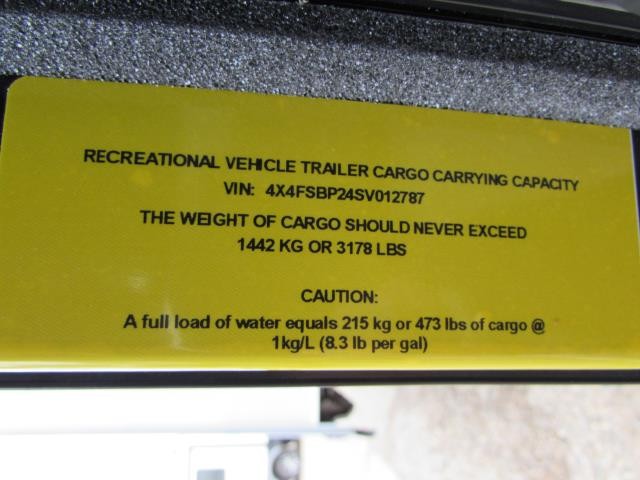 RECREATIONAL VEHICLE TRAILER CARGO CARRYING CAPACITY
VIN: 4X4FSBP24SV012787
THE WEIGHT OF CARGO SHOULD NEVER EXCEED
1442 KG OR 3178 LBS
CAUTION:
A full load of water equals 215 kg or 473 lbs of cargo @
1kg/L (8.3 lb per gal)